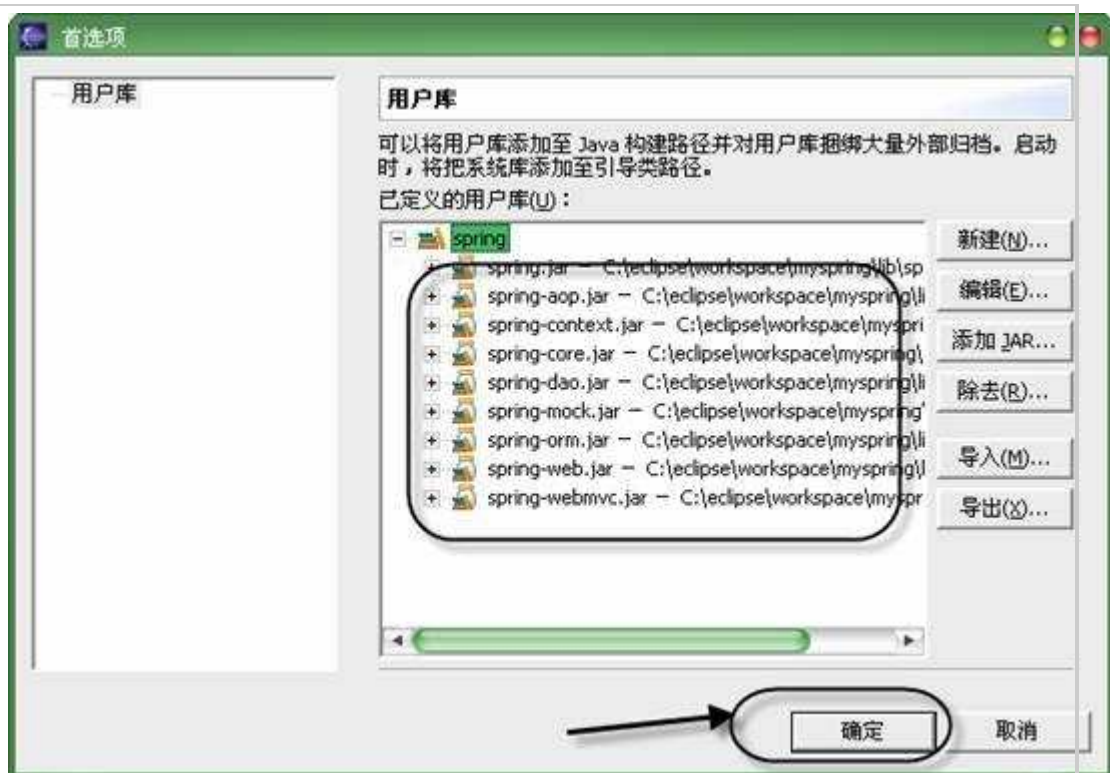 首选项
用户库
用户库
可以将用户库添加至 Java 构建路径并对用户库捆绑大量外部归档。启动
时，将把系统库添加至引导类路径。
已定义的用户库(U)：
spring
spring.jar - C:\eclipse\workspace\myspring\lib\sp
spring-aop.jar - C:\eclipse\workspace\myspring\li
spring-context.jar - C:\eclipse\workspace\myspri
spring-core.jar - C:\eclipse\workspace\myspring\
spring-dao.jar - C:\eclipse\workspace\myspring\li
spring-mock.jar - C:\eclipse\workspace\myspring\
spring-orm.jar - C:\eclipse\workspace\myspring\li
spring-web.jar - C:\eclipse\workspace\myspring\l
spring-webmvc.jar - C:\eclipse\workspace\myspr
新建(N)...
编辑(E)...
添加 JAR...
除去(R)...
导入(M)...
导出(X)...
确定
取消